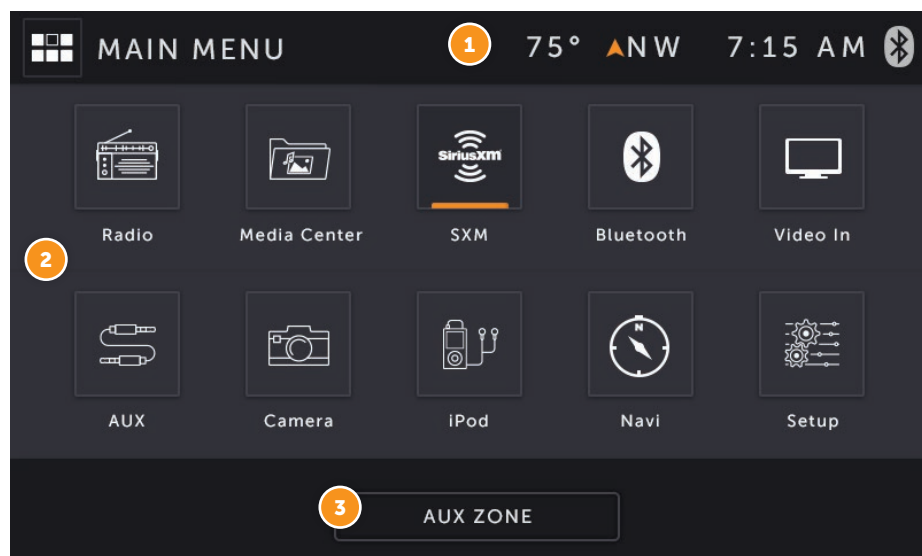 MAIN MENU 1 75° NW 7:15 AM
SiriusXM
Radio Media Center SXM Bluetooth Video In
2
N
AUX Camera iPod Navi Setup
3 AUX ZONE